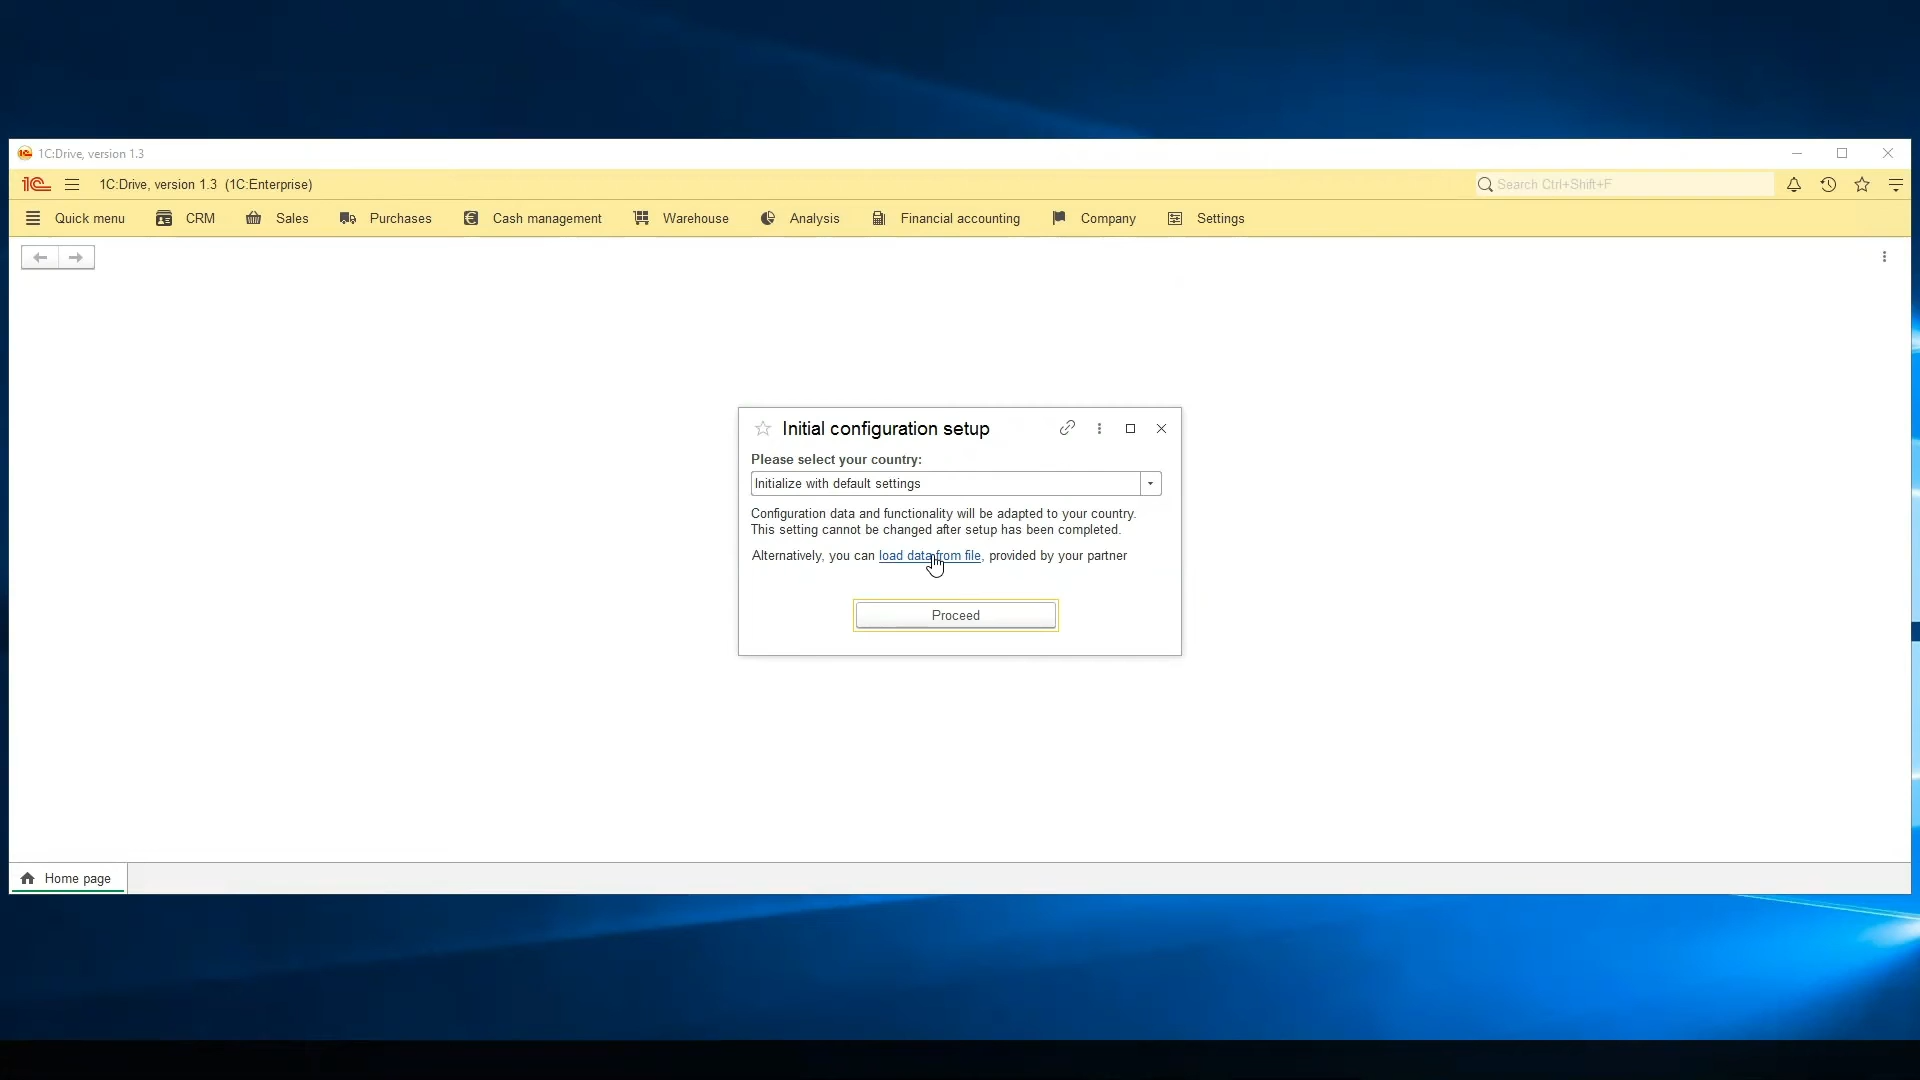 1C:Drive, version 1.3
1C:Drive, version 1.3 (1C:Enterprise)
Search Ctrl+Shift+F
Quick menu CRM Sales Purchases Cash management Warehouse Analysis Financial accounting Company Settings
Initial configuration setup
Please select your country:
Initialize with default settings
Configuration data and functionality will be adapted to your country.
This setting cannot be changed after setup has been completed.
Alternatively, you can load data from file, provided by your partner
Proceed
Home page